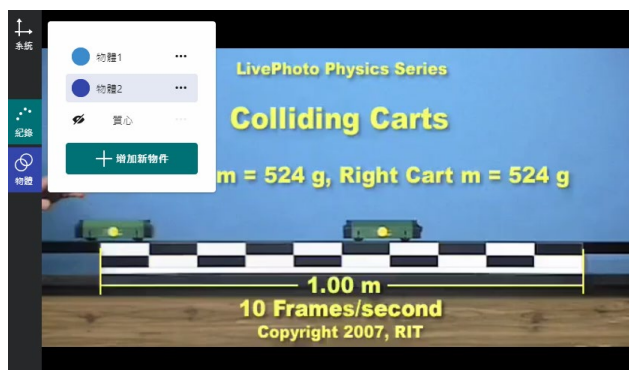 系統
紀錄
物體
物體1
物體2
質心
增加新物件
LivePhoto Physics Series
Colliding Carts
m = 524 g, Right Cart m = 524 g
1.00 m
10 Frames/second
Copyright 2007, RIT